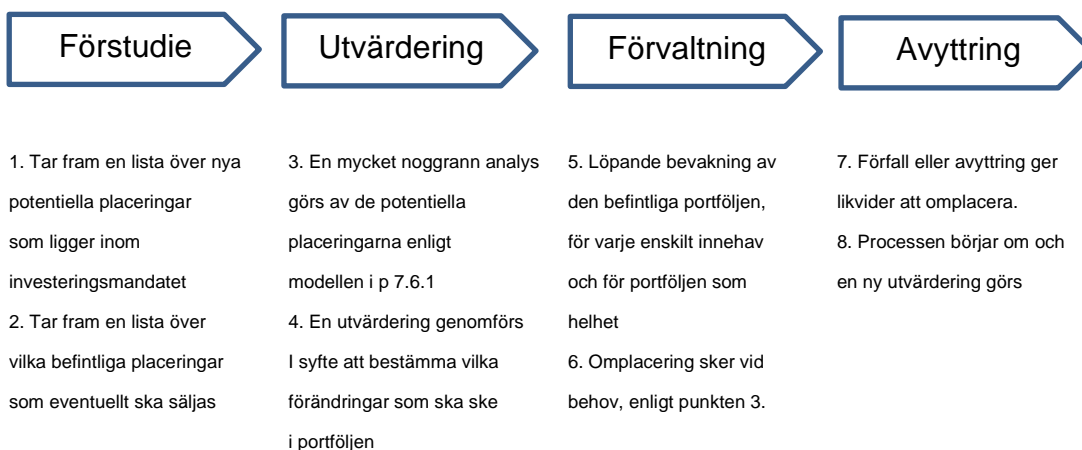 Förstudie
Utvärdering
Förvaltning
Avyttring
1. Tar fram en lista över nya
potentiella placeringar
som ligger inom
investeringsmandatet
2. Tar fram en lista över
vilka befintliga placeringar
som eventuellt ska säljas
3. En mycket noggrann analys
görs av de potentiella
placeringarna enligt
modellen i p 7.6.1
4. En utvärdering genomförs
I syfte att bestämma vilka
förändringar som ska ske
i portföljen
5. Löpande bevakning av
den befintliga portföljen,
för varje enskilt innehav
och för portföljen som
helhet
6. Omplacering sker vid
behov, enligt punkten 3.
7. Förfall eller avyttring ger
likvider att omplacera.
8. Processen börjar om och
en ny utvärdering görs